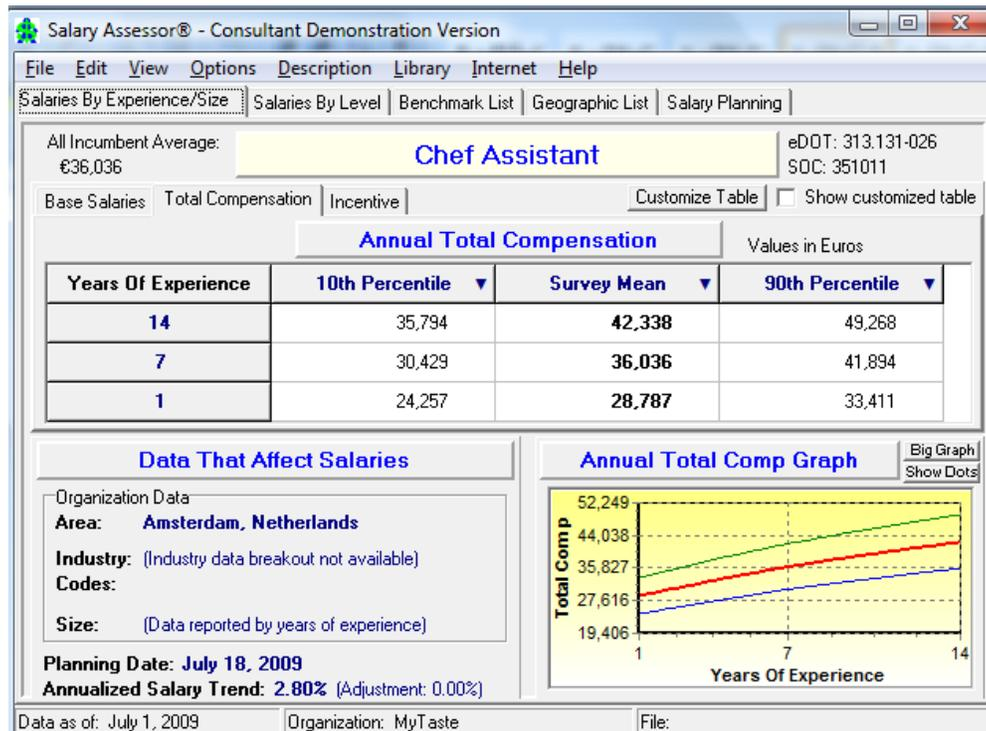 Salary Assessor® - Consultant Demonstration Version
File Edit View Options Description Library Internet Help
Salaries By Experience/Size Salaries By Level Benchmark List Geographic List Salary Planning
All Incumbent Average:
€36,036
Chef Assistant
eDOT: 313.131-026
SOC: 351011
Base Salaries Total Compensation Incentive Customize Table Show customized table
Annual Total Compensation Values in Euros
Years Of Experience 10th Percentile ▼ Survey Mean ▼ 90th Percentile ▼
14 35,794 42,338 49,268
7 30,429 36,036 41,894
1 24,257 28,787 33,411
Data That Affect Salaries
Organization Data
Area: Amsterdam, Netherlands
Industry: (Industry data breakout not available)
Codes:
Size: (Data reported by years of experience)
Planning Date: July 18, 2009
Annualized Salary Trend: 2.80% (Adjustment: 0.00%)
Annual Total Comp Graph
Big Graph
Show Dots
Total Comp
52,249
44,038
35,827
27,616
19,406
1 7 14
Years Of Experience
Data as of: July 1, 2009 Organization: MyTaste File: